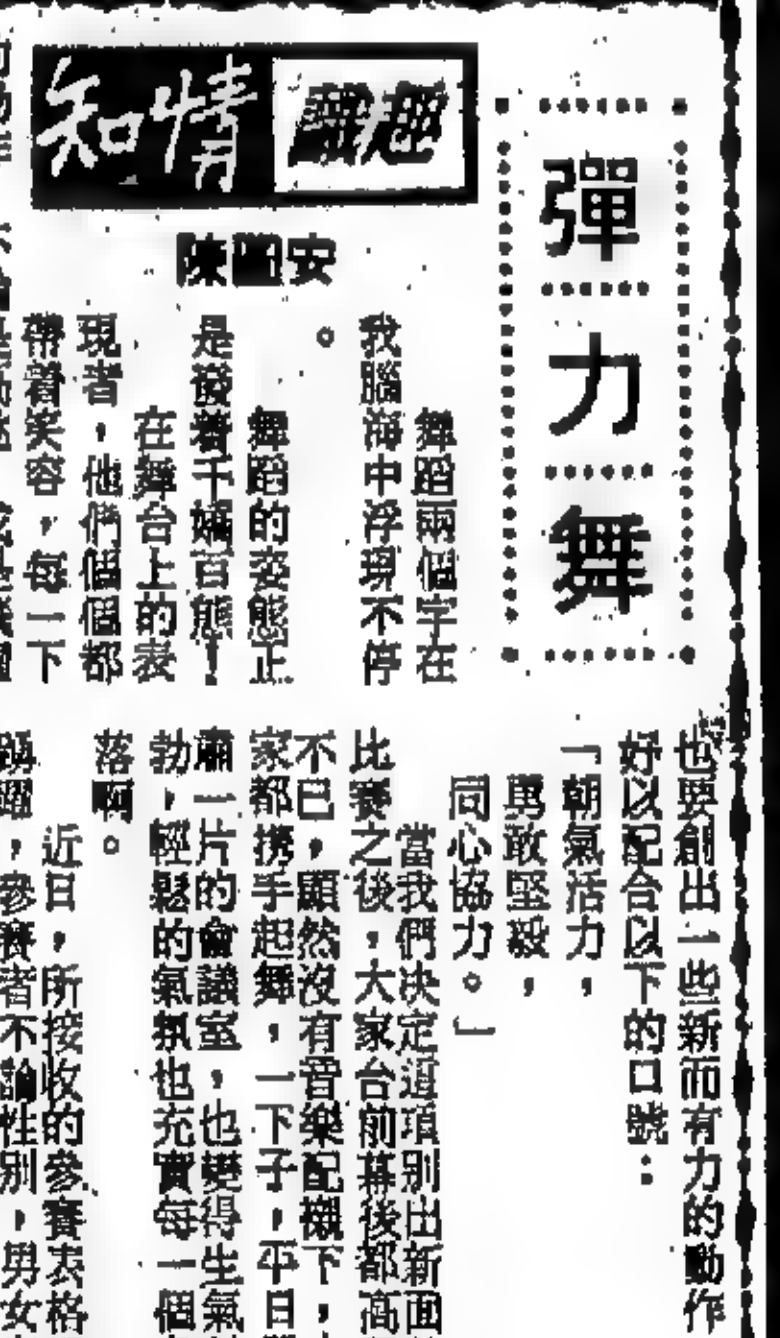 彈力舞
知情
陳 安
舞蹈兩個字在
我腦海中浮現不停
。
舞蹈的姿態正
是發着千嬌百態!
在舞台上的表
現者,他們個個都
帶着笑容,每一下
也要創出一些新而有力的動作
好以配合以下的口號:
「朝氣活力,
勇敢堅毅,
同心協力。」
當我們決定這項別出新面
比賽之後,大家台前幕後都高
不已,顯然沒有音樂配襯下,
家都携手起舞,一下子,平日
肅一片的會議室,也變得生氣
勃,輕鬆的氣氛也充實每一個
落啊。
近日,所接收的參賽表格
踴躍,參賽者不論性別,男女